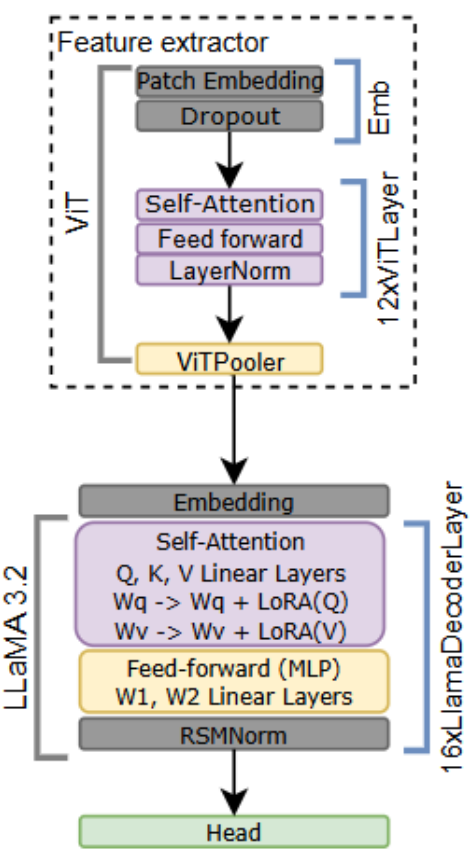 Feature extractor
Patch Embedding
Dropout
Emb
ViT
Self-Attention
Feed forward
LayerNorm
12xViTLayer
ViTPooler
Embedding
Self-Attention
Q, K, V Linear Layers
Wq -> Wq + LoRA(Q)
Wv -> Wv + LoRA(V)
LLaMA 3.2
Feed-forward (MLP)
W1, W2 Linear Layers
RSMNorm
16xLlamaDecoderLayer
Head